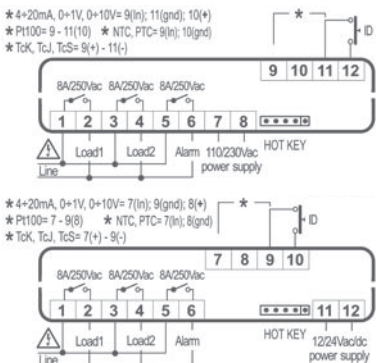 ★ 4÷20mA, 0÷1V, 0÷10V= 9(In); 11(gnd); 10(+)
★ Pt100= 9 - 11(10) ★ NTC, PTC= 9(In); 10(gnd)
★ TcK, TcJ, TcS= 9(+) - 11(-)
★
ID
9 10 11 12
8A/250Vac 8A/250Vac 8A/250Vac
1 2 3 4 5 6 7 8
Line Load1 Load2 Alarm 110/230Vac power supply
HOT KEY
★ 4÷20mA, 0÷1V, 0÷10V= 7(In); 9(gnd); 8(+)
★ Pt100= 7 - 9(8) ★ NTC, PTC= 7(In); 8(gnd)
★ TcK, TcJ, TcS= 7(+) - 9(-)
★
ID
7 8 9 10
8A/250Vac 8A/250Vac 8A/250Vac
1 2 3 4 5 6 11 12
Line Load1 Load2 Alarm
HOT KEY 12/24Vac/dc power supply